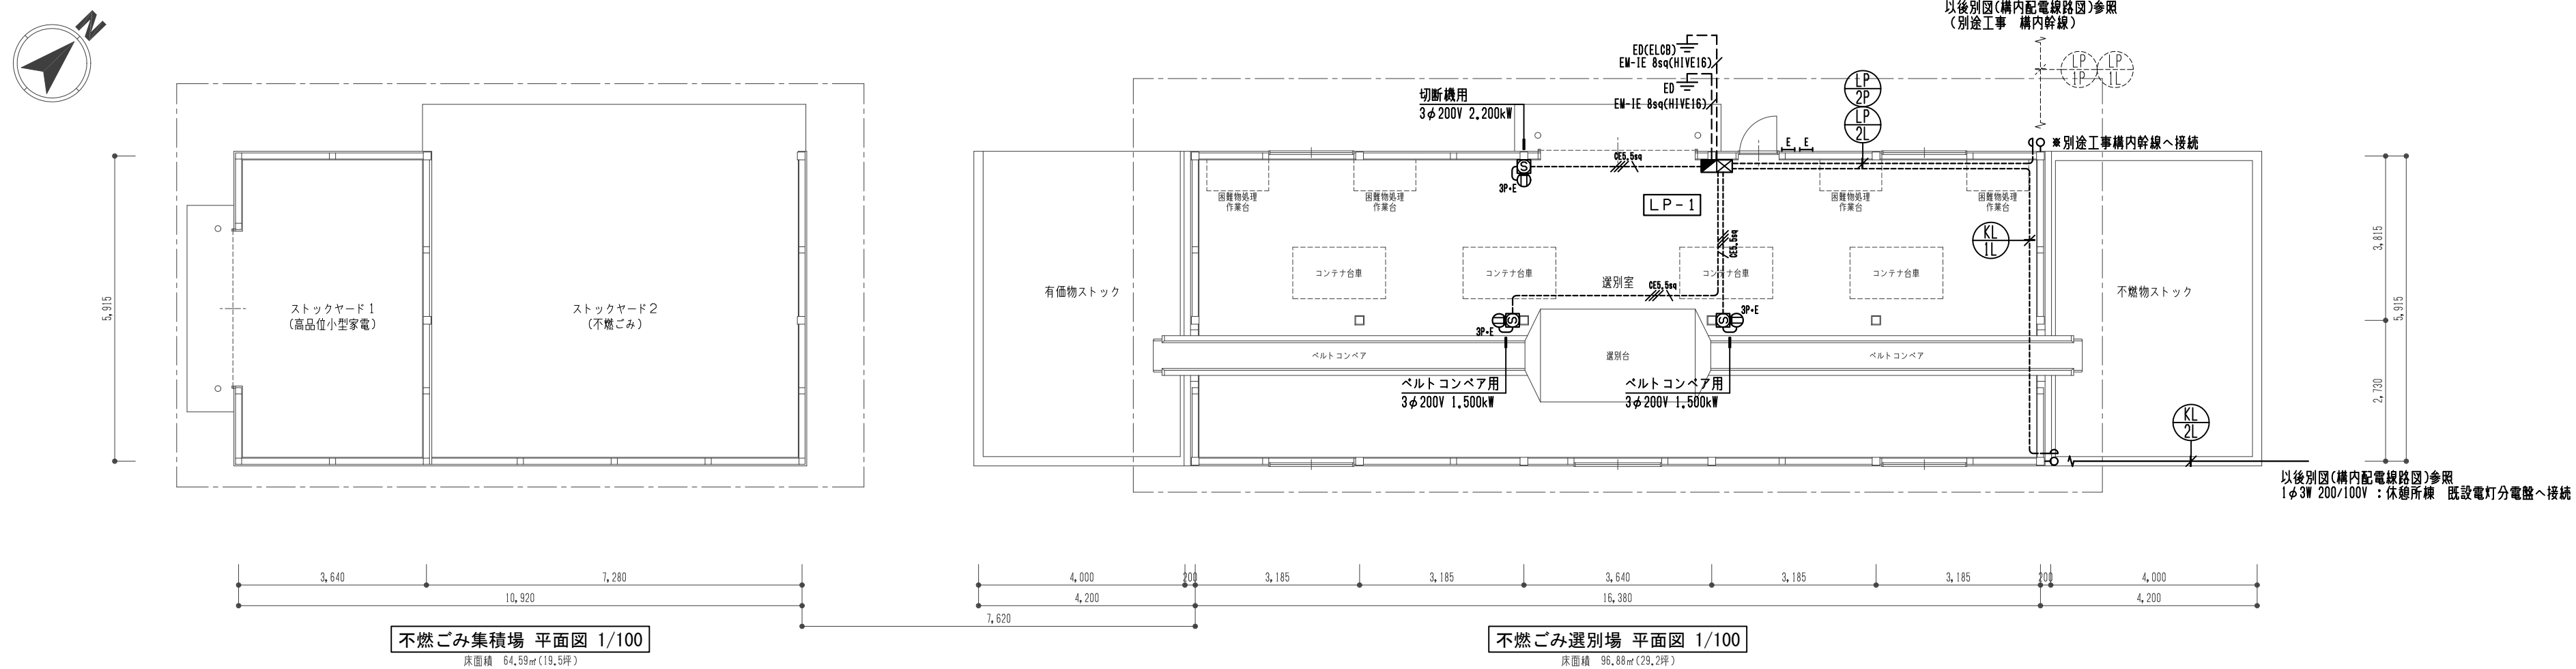 N
以後別図(構内配電線路図)参照
(別途工事　構内幹線)
ED(ELCB)
EM-IE 8sq(HIVE16)
ED
EM-IE 8sq(HIVE16)
LP
1P
LP
1L
LP
2P
LP
2L
切断機用
3φ200V 2.200kW
※別途工事構内幹線へ接続
E
E
CE5.5sq
3P・E
困難物処理
作業台
困難物処理
作業台
困難物処理
作業台
困難物処理
作業台
LP-1
CE5.5sq
KL
1L
コンテナ台車
コンテナ台車
コンテナ台車
コンテナ台車
選別室
CE5.5sq
有価物ストック
不燃物ストック
ストックヤード1
(高品位小型家電)
ストックヤード2
(不燃ごみ)
S
S
S
3P・E
3P・E
ベルトコンベア
選別台
ベルトコンベア
ベルトコンベア用
3φ200V 1.500kW
ベルトコンベア用
3φ200V 1.500kW
KL
2L
以後別図(構内配電線路図)参照
1φ3W 200/100V ：休憩所棟　既設電灯分電盤へ接続
5,915
3,815
2,730
5,915
3,640
7,280
10,920
4,000
200
3,185
3,185
3,640
3,185
3,185
200
4,000
4,200
16,380
4,200
7,620
不燃ごみ集積場 平面図 1/100
床面積　64.59㎡(19.5坪)
不燃ごみ選別場 平面図 1/100
床面積　96.88㎡(29.2坪)